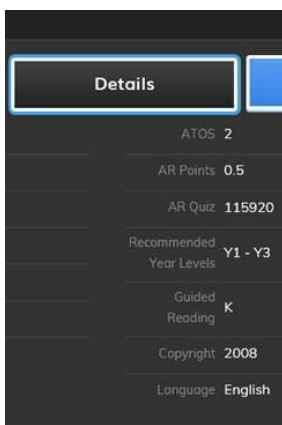 Details
ATOS 2
AR Points 0.5
AR Quiz 115920
Recommended
Year Levels Y1 - Y3
Guided
Reading K
Copyright 2008
Language English